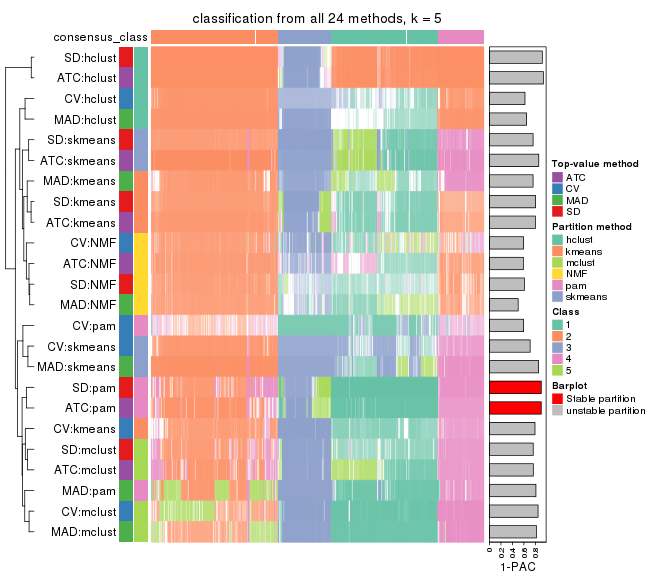 classification from all 24 methods, k = 5
consensus_class
SD:hclust
ATC:hclust
CV:hclust
MAD:hclust
SD:skmeans
ATC:skmeans
MAD:kmeans
SD:kmeans
ATC:kmeans
CV:NMF
ATC:NMF
SD:NMF
MAD:NMF
CV:pam
CV:skmeans
MAD:skmeans
SD:pam
ATC:pam
CV:kmeans
SD:mclust
ATC:mclust
MAD:pam
CV:mclust
MAD:mclust
0
0.2
0.4
0.6
0.8
1-PAC
Top-value method
ATC
CV
MAD
SD
Partition method
hclust
kmeans
mclust
NMF
pam
skmeans
Class
1
2
3
4
5
Barplot
Stable partition
unstable partition